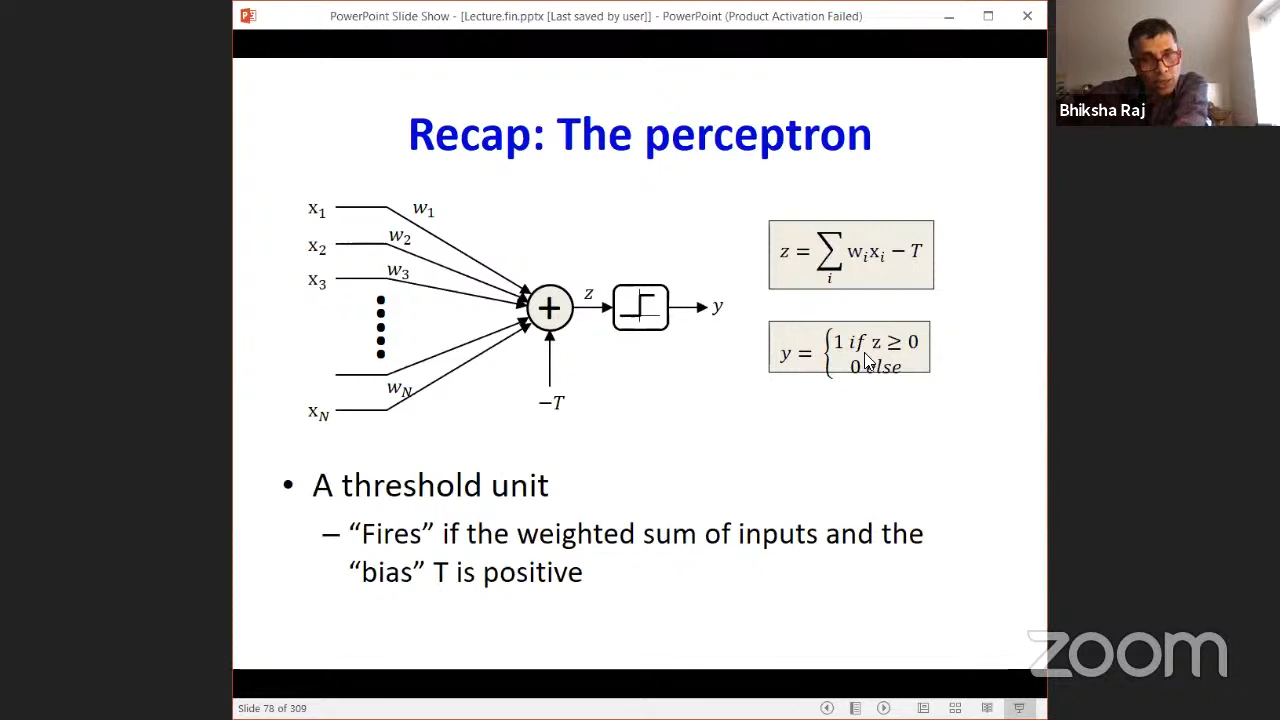 PowerPoint Slide Show - [Lecture.fin.pptx [Last saved by user]] - PowerPoint (Product Activation Failed)
Bhiksha Raj
Recap: The perceptron
x₁ w₁
x₂ w₂
x₃ w₃
z
y
w_N
x_N
−T
z = ∑ᵢ wᵢxᵢ − T
y = { 1 if z ≥ 0
0 else
• A threshold unit
– “Fires” if the weighted sum of inputs and the
“bias” T is positive
zoom
Slide 78 of 309